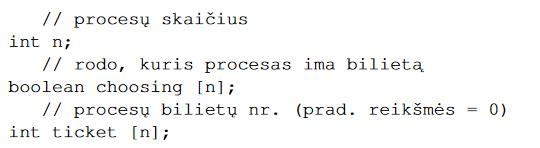 // procesų skaičius
int n;
// rodo, kuris procesas ima bilietą
boolean choosing [n];
// procesų bilietų nr. (prad. reikšmės = 0)
int ticket [n];